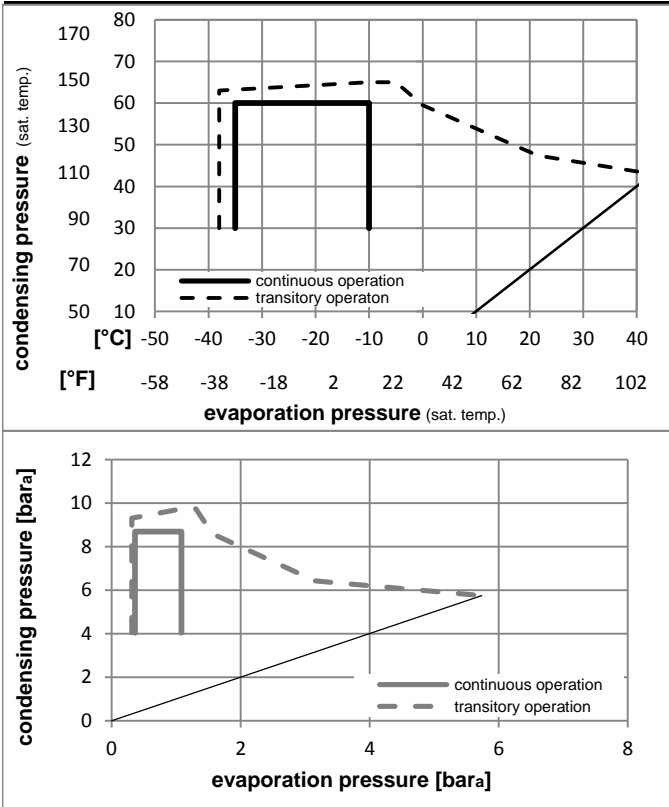 condensing pressure (sat. temp.)
170 80
70
150 60
130 50
110 40
90 30
70 20
50 10
continuous operation
transitory operaton
[°C] -50 -40 -30 -20 -10 0 10 20 30 40
[°F] -58 -38 -18 2 22 42 62 82 102
evaporation pressure (sat. temp.)
condensing pressure [bara]
12
10
8
6
4
2
0
continuous operation
transitory operation
0 2 4 6 8
evaporation pressure [bara]